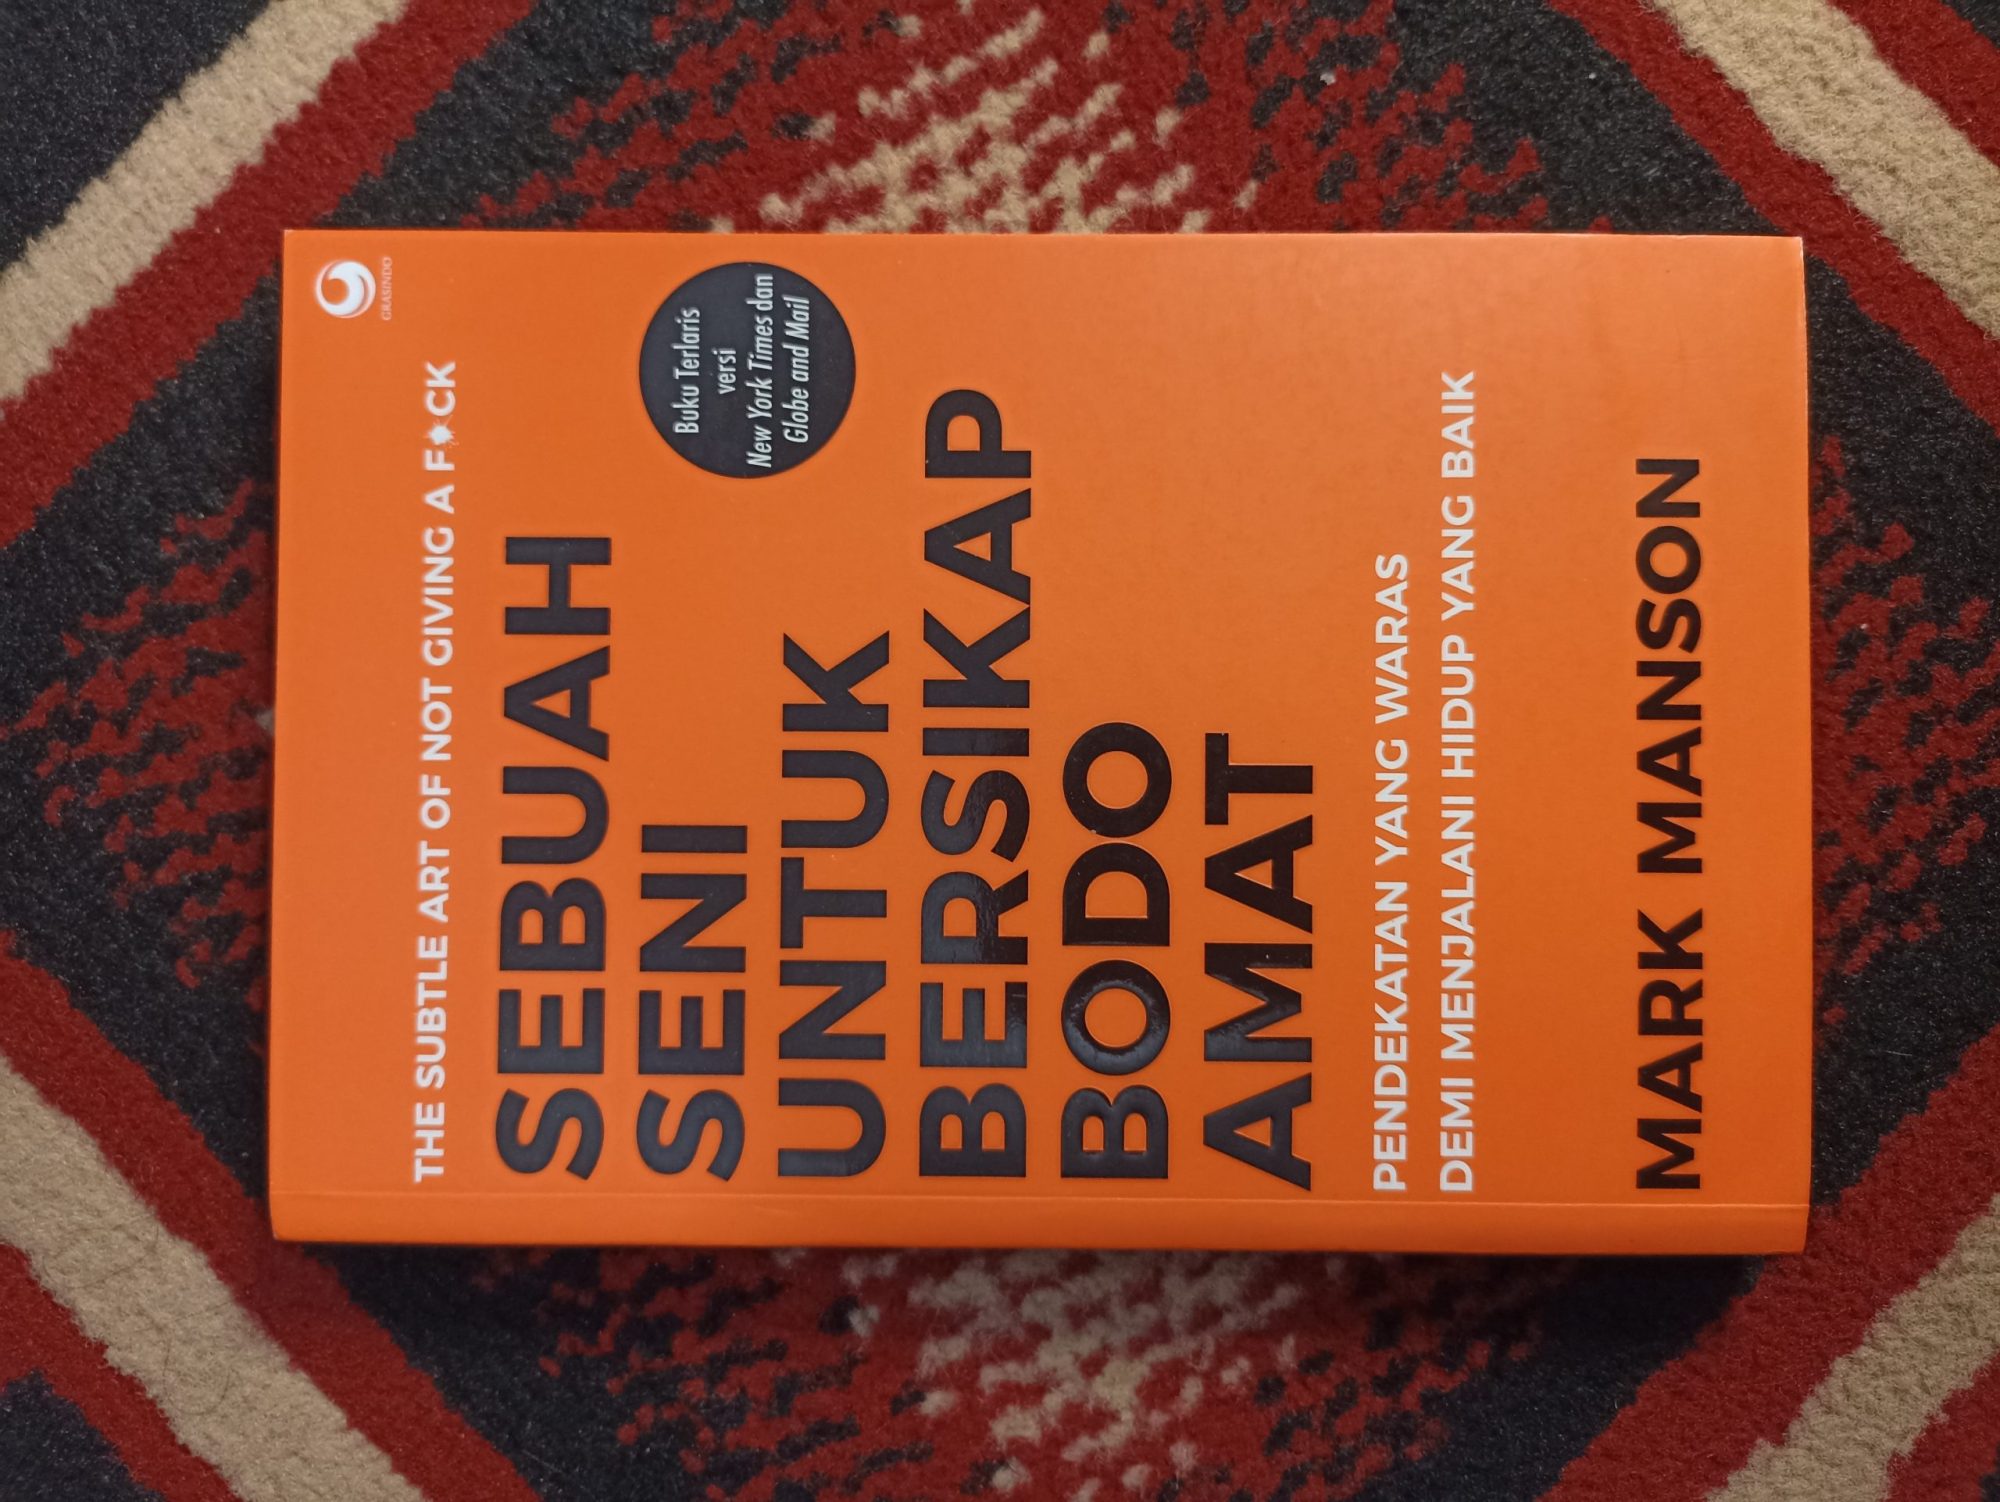 GRASINDO
THE SUBTLE ART OF NOT GIVING A F*CK
SEBUAH
SENI
UNTUK
BERSIKAP
BODO
AMAT
Buku Terlaris
versi
New York Times dan
Globe and Mail
PENDEKATAN YANG WARAS
DEMI MENJALANI HIDUP YANG BAIK
MARK MANSON